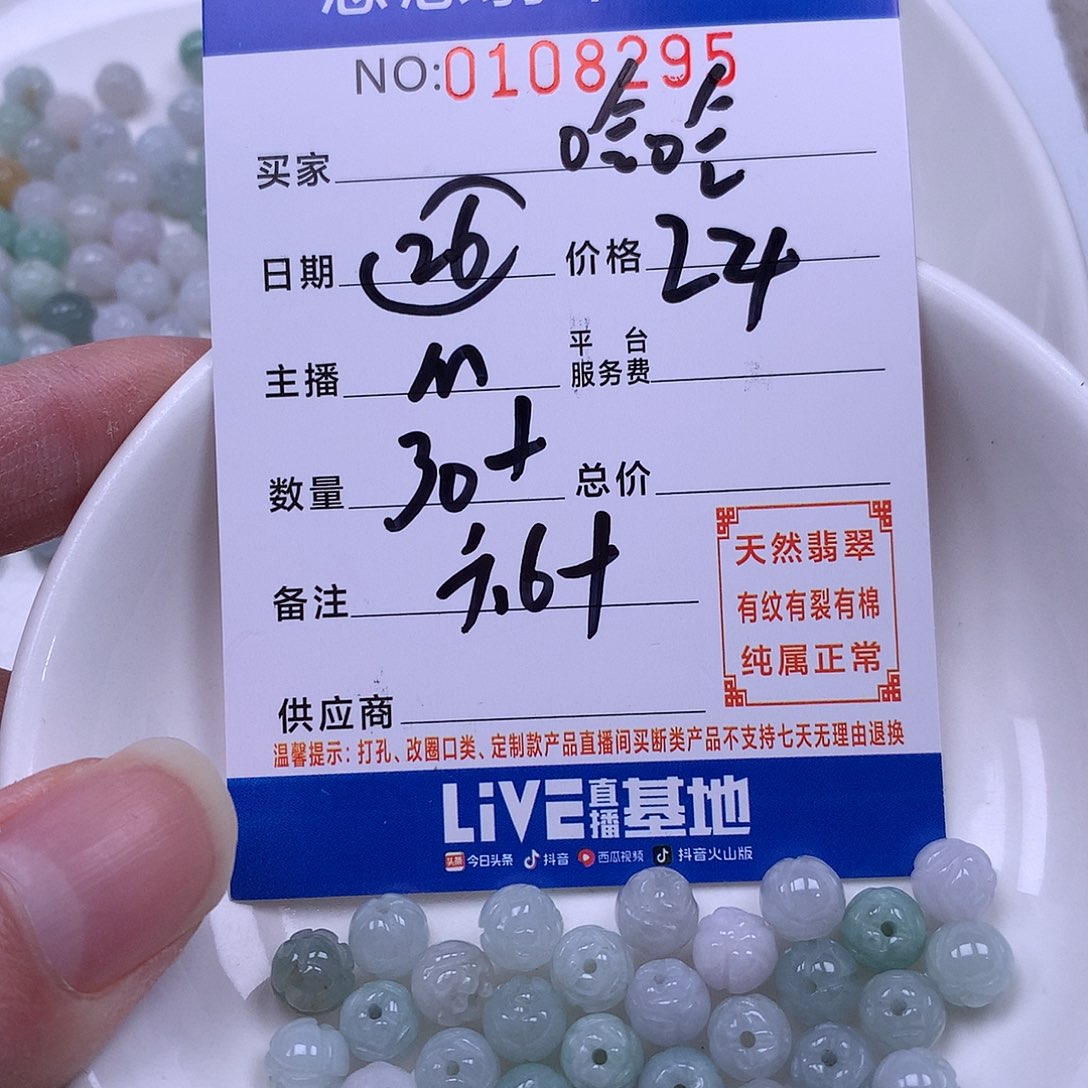 NO:0108295
买家 哈哈
日期 26 价格 24
主播 m 平台服务费
数量 30+ 总价
备注 6+
供应商
天然翡翠
有纹有裂有棉
纯属正常
温馨提示：打孔、改圈口类、定制款产品直播间买断类产品不支持七天无理由退换
LiVE直播基地
头条 今日头条 抖音 西瓜视频 抖音火山版